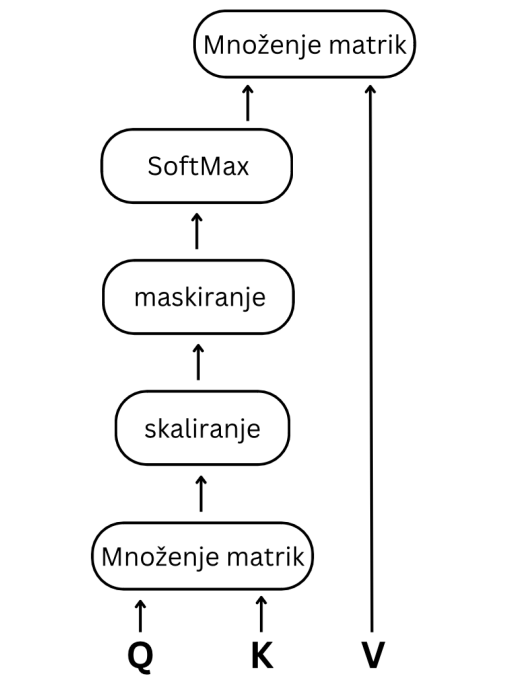 Množenje matrik
SoftMax
maskiranje
skaliranje
Množenje matrik
Q K V